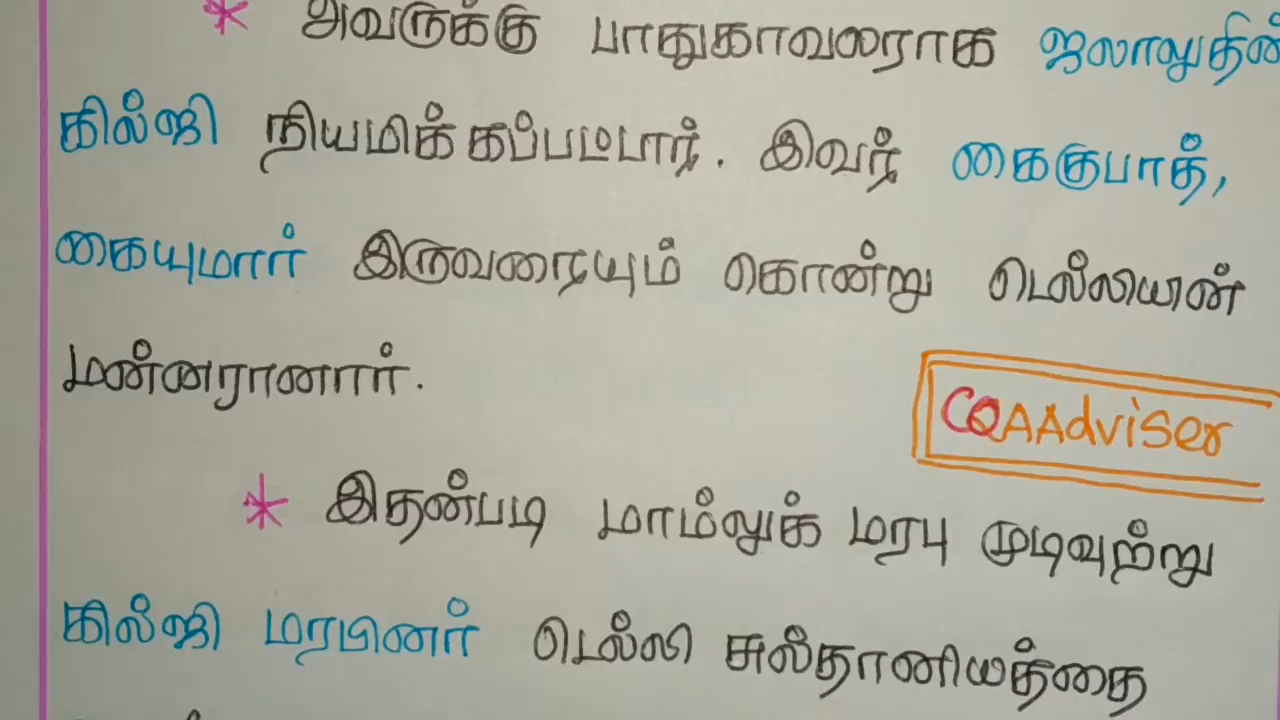 * அவருக்கு பாதுகாவலராக ஜலாலுதின்
கில்ஜி நியமிக்கப்பட்டார். இவர் கைகுபாத்,
கையுமார் இருவரையும் கொன்று டெல்லியின்
மன்னரானார்.
CQAAdviser
* இதன்படி மாம்லுக் மரபு முடிவுற்று
கில்ஜி மரபினர் டெல்லி சுல்தானியத்தை